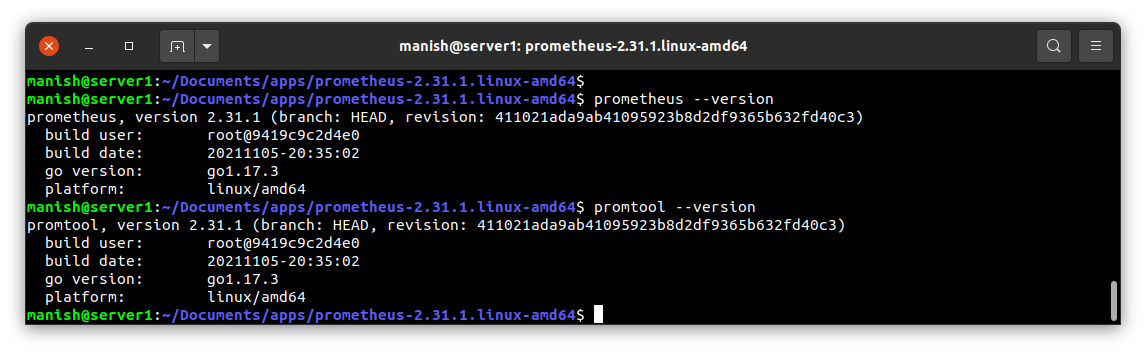 manish@server1: prometheus-2.31.1.linux-amd64
manish@server1:~/Documents/apps/prometheus-2.31.1.linux-amd64$
manish@server1:~/Documents/apps/prometheus-2.31.1.linux-amd64$ prometheus --version
prometheus, version 2.31.1 (branch: HEAD, revision: 411021ada9ab41095923b8d2df9365b632fd40c3)
  build user:       root@9419c9c2d4e0
  build date:       20211105-20:35:02
  go version:       go1.17.3
  platform:         linux/amd64
manish@server1:~/Documents/apps/prometheus-2.31.1.linux-amd64$ promtool --version
promtool, version 2.31.1 (branch: HEAD, revision: 411021ada9ab41095923b8d2df9365b632fd40c3)
  build user:       root@9419c9c2d4e0
  build date:       20211105-20:35:02
  go version:       go1.17.3
  platform:         linux/amd64
manish@server1:~/Documents/apps/prometheus-2.31.1.linux-amd64$